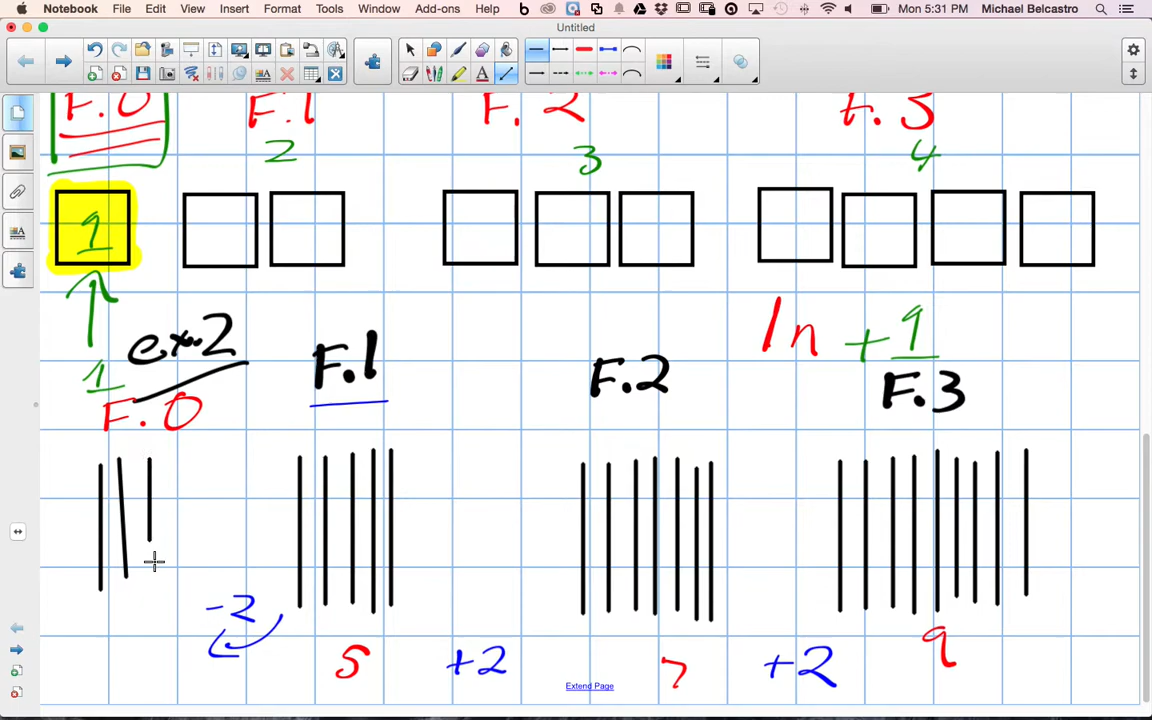 Notebook File Edit View Insert Format Tools Window Add-ons Help Mon 5:31 PM Michael Belcastro
Untitled
F.0 F.1 F.2 F.3
2 3 4
1
1n +1
ex.2 F.1 F.2 F.3
1
F.0
-2
5 +2 7 +2 9
Extend Page